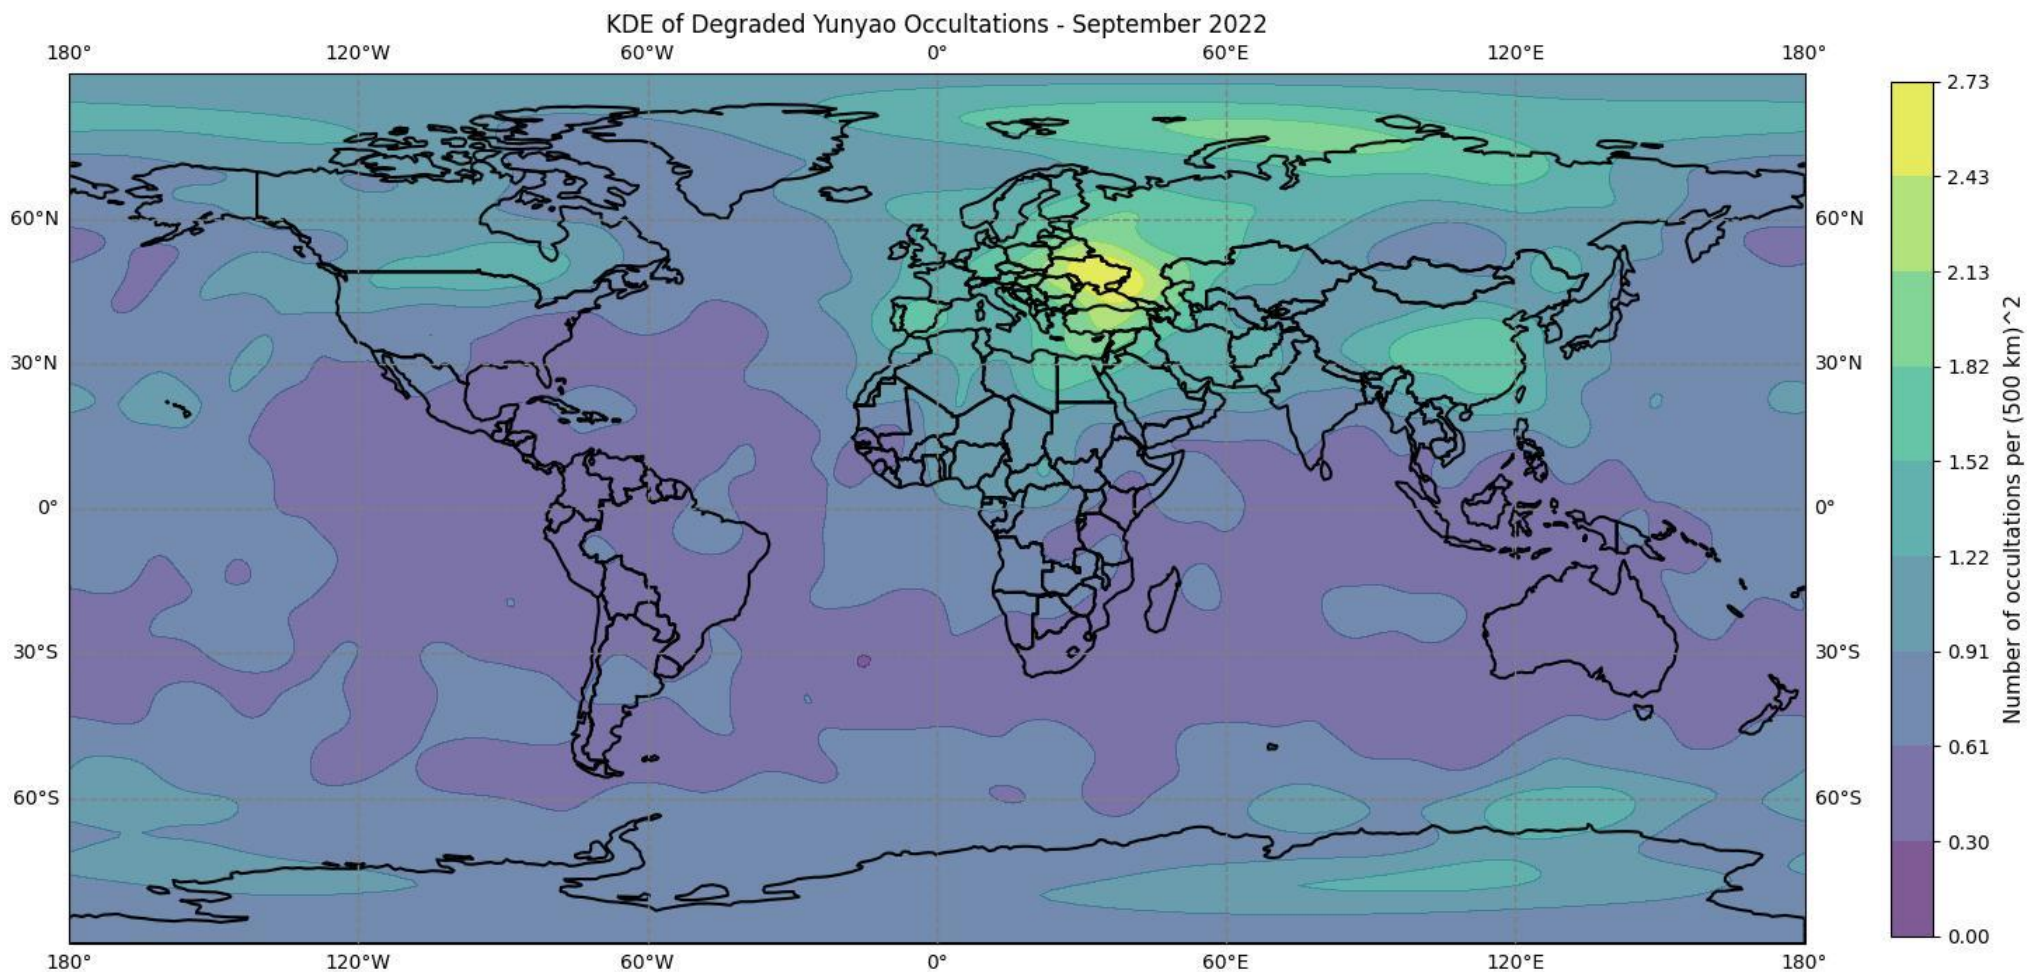 KDE of Degraded Yunyao Occultations - September 2022
180° 120°W 60°W 0° 60°E 120°E 180°
2.73
2.43
60°N 60°N
2.13
1.82
30°N 30°N
1.52
0° 0°
1.22
0.91
30°S 30°S
0.61
60°S 60°S
0.30
0.00
180° 120°W 60°W 0° 60°E 120°E 180°
Number of occultations per (500 km)^2